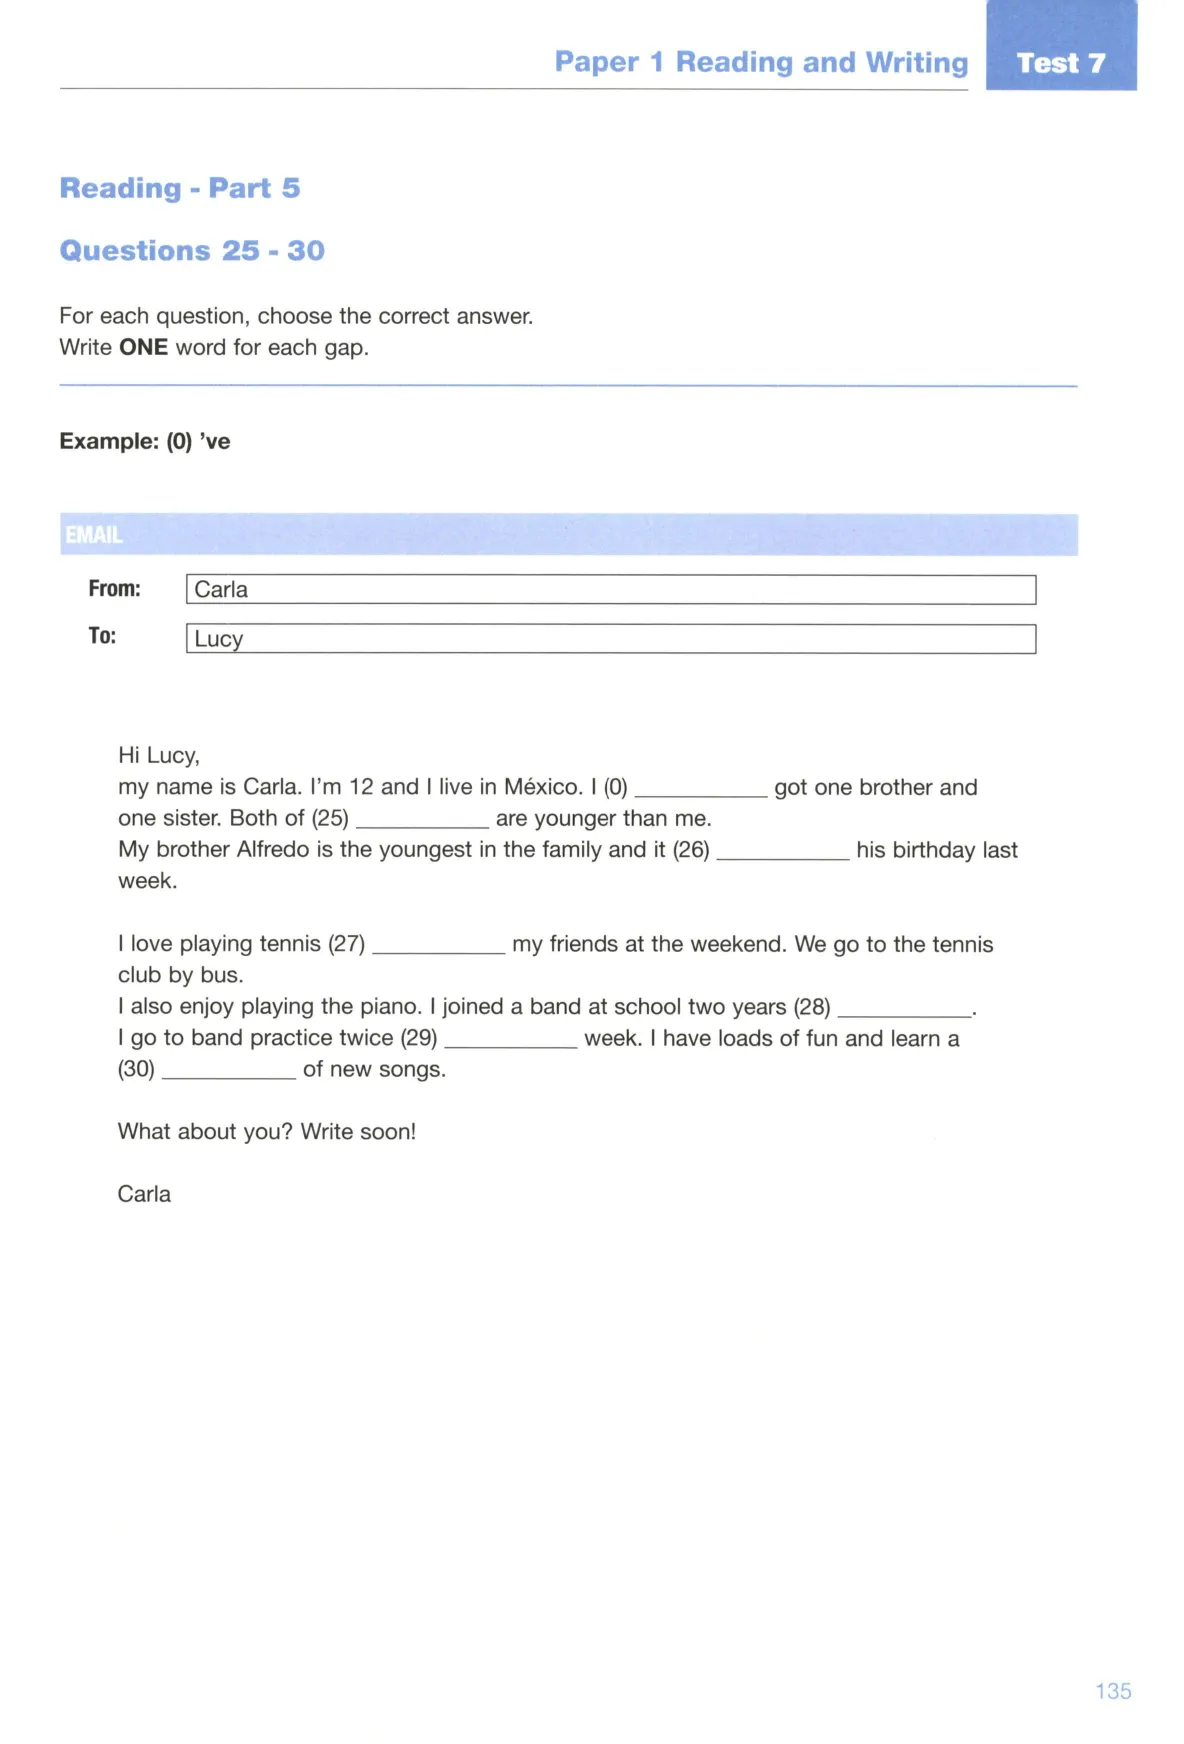 Paper 1 Reading and Writing Test 7
Reading - Part 5
Questions 25 - 30
For each question, choose the correct answer.
Write ONE word for each gap.
Example: (0) ’ve
EMAIL
From: Carla
To: Lucy
Hi Lucy,
my name is Carla. I’m 12 and I live in México. I (0) ___________ got one brother and
one sister. Both of (25) ___________ are younger than me.
My brother Alfredo is the youngest in the family and it (26) ___________ his birthday last
week.
I love playing tennis (27) ___________ my friends at the weekend. We go to the tennis
club by bus.
I also enjoy playing the piano. I joined a band at school two years (28) ___________.
I go to band practice twice (29) ___________ week. I have loads of fun and learn a
(30) ___________ of new songs.
What about you? Write soon!
Carla
135